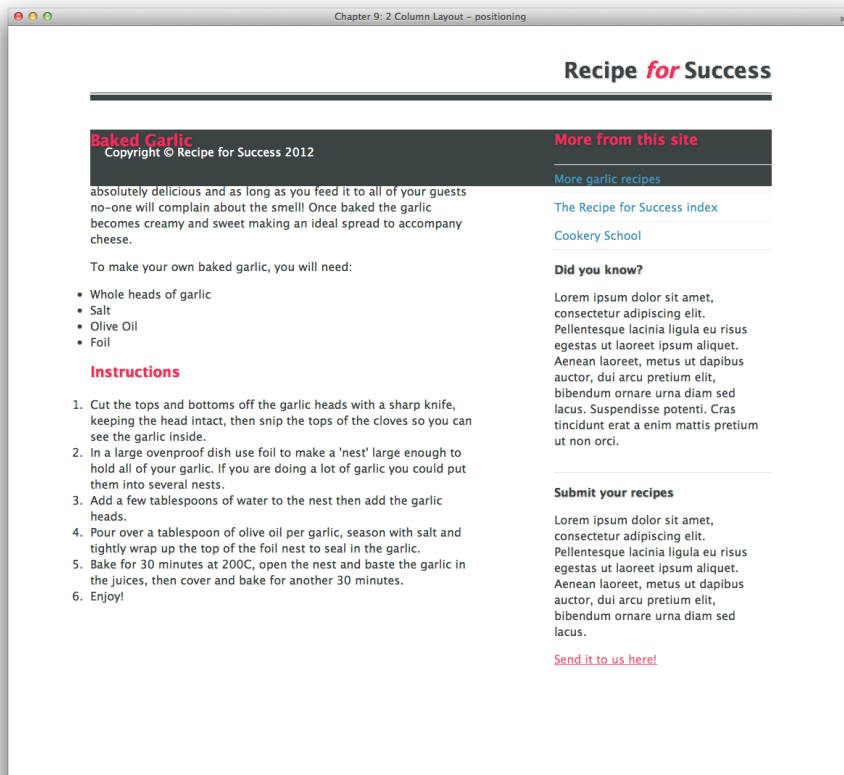 Chapter 9: 2 Column Layout – positioning
Recipe for Success
Baked Garlic
Copyright © Recipe for Success 2012
absolutely delicious and as long as you feed it to all of your guests
no-one will complain about the smell! Once baked the garlic
becomes creamy and sweet making an ideal spread to accompany
cheese.
To make your own baked garlic, you will need:
• Whole heads of garlic
• Salt
• Olive Oil
• Foil
Instructions
1. Cut the tops and bottoms off the garlic heads with a sharp knife,
keeping the head intact, then snip the tops of the cloves so you can
see the garlic inside.
2. In a large ovenproof dish use foil to make a 'nest' large enough to
hold all of your garlic. If you are doing a lot of garlic you could put
them into several nests.
3. Add a few tablespoons of water to the nest then add the garlic
heads.
4. Pour over a tablespoon of olive oil per garlic, season with salt and
tightly wrap up the top of the foil nest to seal in the garlic.
5. Bake for 30 minutes at 200C, open the nest and baste the garlic in
the juices, then cover and bake for another 30 minutes.
6. Enjoy!
More from this site
More garlic recipes
The Recipe for Success index
Cookery School
Did you know?
Lorem ipsum dolor sit amet,
consectetur adipiscing elit.
Pellentesque lacinia ligula eu risus
egestas ut laoreet ipsum aliquet.
Aenean laoreet, metus ut dapibus
auctor, dui arcu pretium elit,
bibendum ornare urna diam sed
lacus. Suspendisse potenti. Cras
tincidunt erat a enim mattis pretium
ut non orci.
Submit your recipes
Lorem ipsum dolor sit amet,
consectetur adipiscing elit.
Pellentesque lacinia ligula eu risus
egestas ut laoreet ipsum aliquet.
Aenean laoreet, metus ut dapibus
auctor, dui arcu pretium elit,
bibendum ornare urna diam sed
lacus.
Send it to us here!